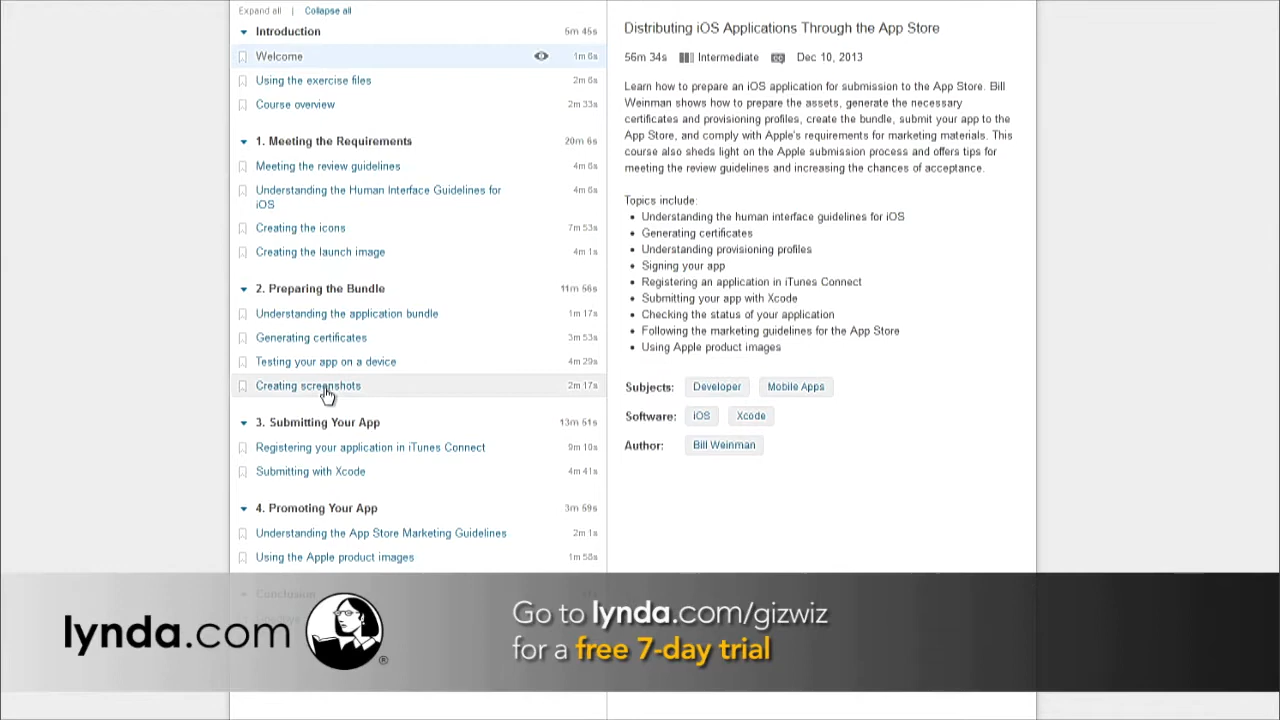 Expand all | Collapse all
Introduction 5m 45s
Welcome 1m 6s
Using the exercise files 2m 6s
Course overview 2m 33s
1. Meeting the Requirements 20m 6s
Meeting the review guidelines 4m 6s
Understanding the Human Interface Guidelines for
iOS 4m 6s
Creating the icons 7m 53s
Creating the launch image 4m 1s
2. Preparing the Bundle 11m 56s
Understanding the application bundle 1m 17s
Generating certificates 3m 53s
Testing your app on a device 4m 29s
Creating screenshots 2m 17s
3. Submitting Your App 13m 51s
Registering your application in iTunes Connect 9m 10s
Submitting with Xcode 4m 41s
4. Promoting Your App 3m 59s
Understanding the App Store Marketing Guidelines 2m 1s
Using the Apple product images 1m 58s
Conclusion
Distributing iOS Applications Through the App Store
56m 34s Intermediate Dec 10, 2013
Learn how to prepare an iOS application for submission to the App Store. Bill
Weinman shows how to prepare the assets, generate the necessary
certificates and provisioning profiles, create the bundle, submit your app to the
App Store, and comply with Apple's requirements for marketing materials. This
course also sheds light on the Apple submission process and offers tips for
meeting the review guidelines and increasing the chances of acceptance.
Topics include:
• Understanding the human interface guidelines for iOS
• Generating certificates
• Understanding provisioning profiles
• Signing your app
• Registering an application in iTunes Connect
• Submitting your app with Xcode
• Checking the status of your application
• Following the marketing guidelines for the App Store
• Using Apple product images
Subjects: Developer Mobile Apps
Software: iOS Xcode
Author: Bill Weinman
lynda.com ®
Go to lynda.com/gizwiz
for a free 7-day trial